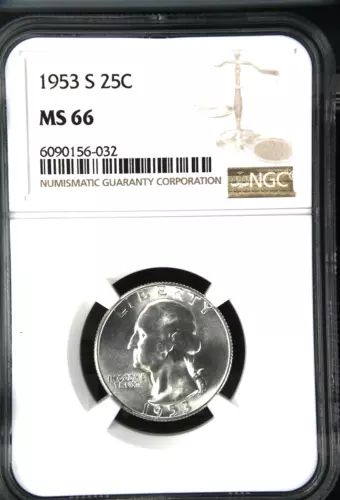 1953 S 25C
MS 66
6090156-032
NUMISMATIC GUARANTY CORPORATION
NGC
LIBERTY
IN GOD WE
TRUST
1953